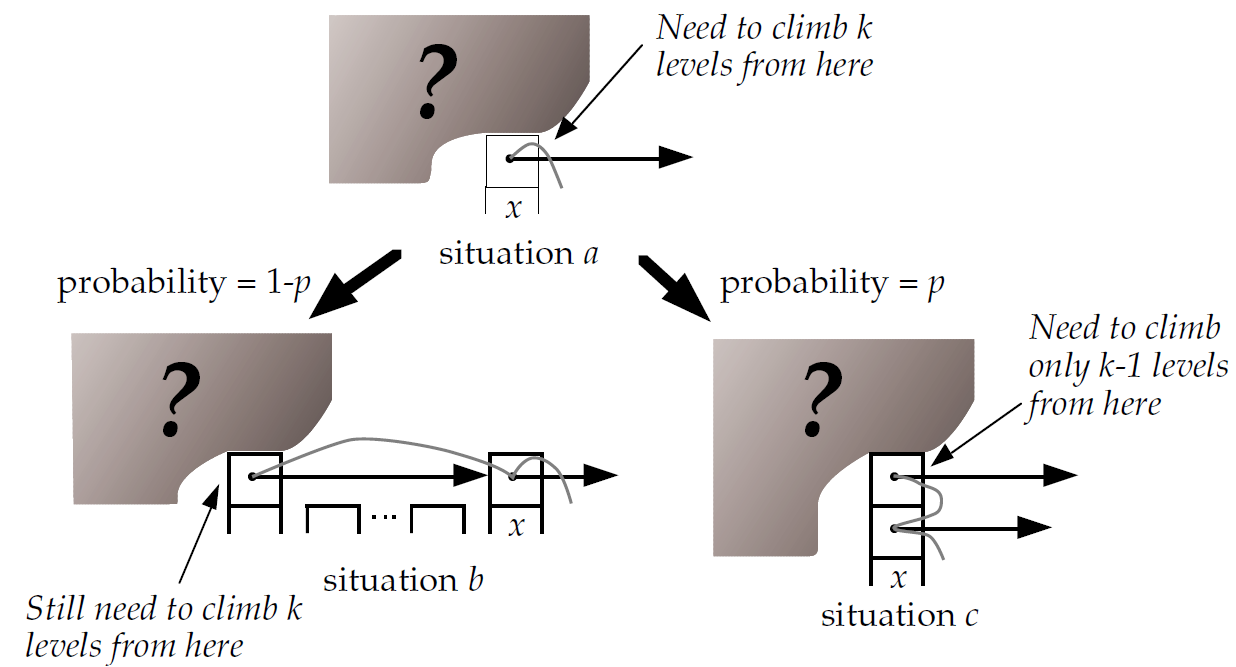 ?
Need to climb k
levels from here
x
situation a
probability = 1-p
probability = p
?
Still need to climb k
levels from here
...
x
situation b
?
Need to climb
only k-1 levels
from here
x
situation c